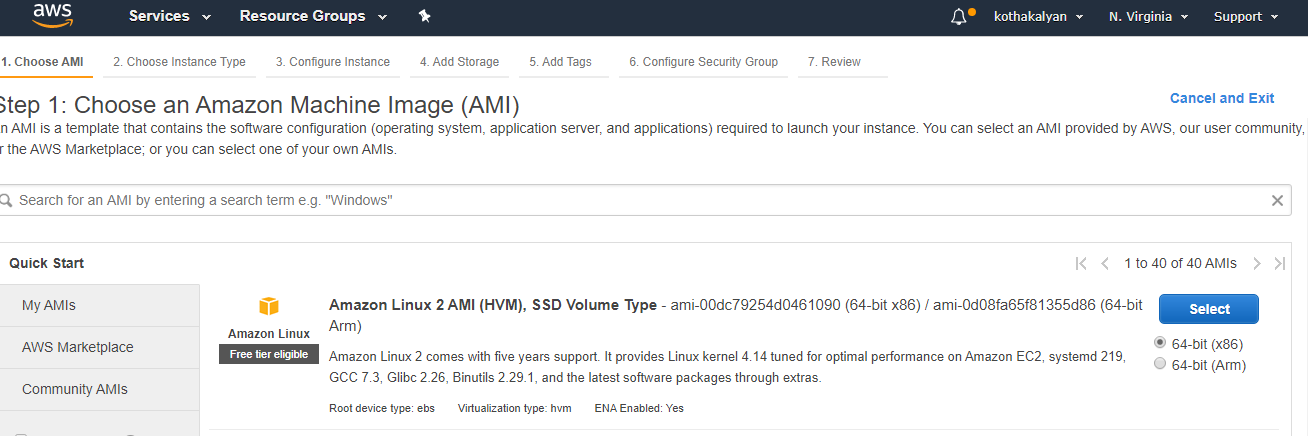 aws Services Resource Groups kothakalyan N. Virginia Support
1. Choose AMI 2. Choose Instance Type 3. Configure Instance 4. Add Storage 5. Add Tags 6. Configure Security Group 7. Review
Step 1: Choose an Amazon Machine Image (AMI) Cancel and Exit
n AMI is a template that contains the software configuration (operating system, application server, and applications) required to launch your instance. You can select an AMI provided by AWS, our user community,
r the AWS Marketplace; or you can select one of your own AMIs.
Search for an AMI by entering a search term e.g. "Windows"
Quick Start 1 to 40 of 40 AMIs
My AMIs
AWS Marketplace
Community AMIs
Amazon Linux
Free tier eligible
Amazon Linux 2 AMI (HVM), SSD Volume Type - ami-00dc79254d0461090 (64-bit x86) / ami-0d08fa65f81355d86 (64-bit
Arm)
Amazon Linux 2 comes with five years support. It provides Linux kernel 4.14 tuned for optimal performance on Amazon EC2, systemd 219,
GCC 7.3, Glibc 2.26, Binutils 2.29.1, and the latest software packages through extras.
Root device type: ebs Virtualization type: hvm ENA Enabled: Yes
Select
64-bit (x86)
64-bit (Arm)